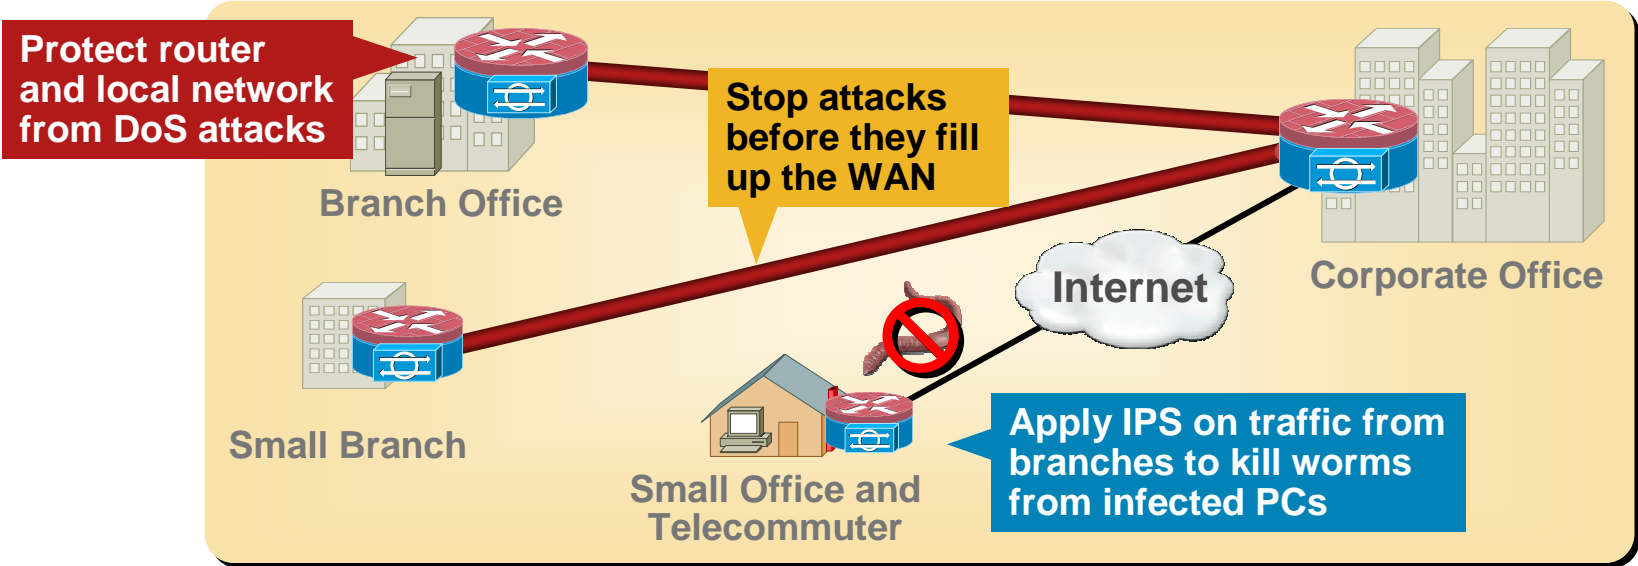 Protect router
and local network
from DoS attacks
Stop attacks
before they fill
up the WAN
Branch Office
Internet
Corporate Office
Small Branch
Apply IPS on traffic from
branches to kill worms
from infected PCs
Small Office and
Telecommuter